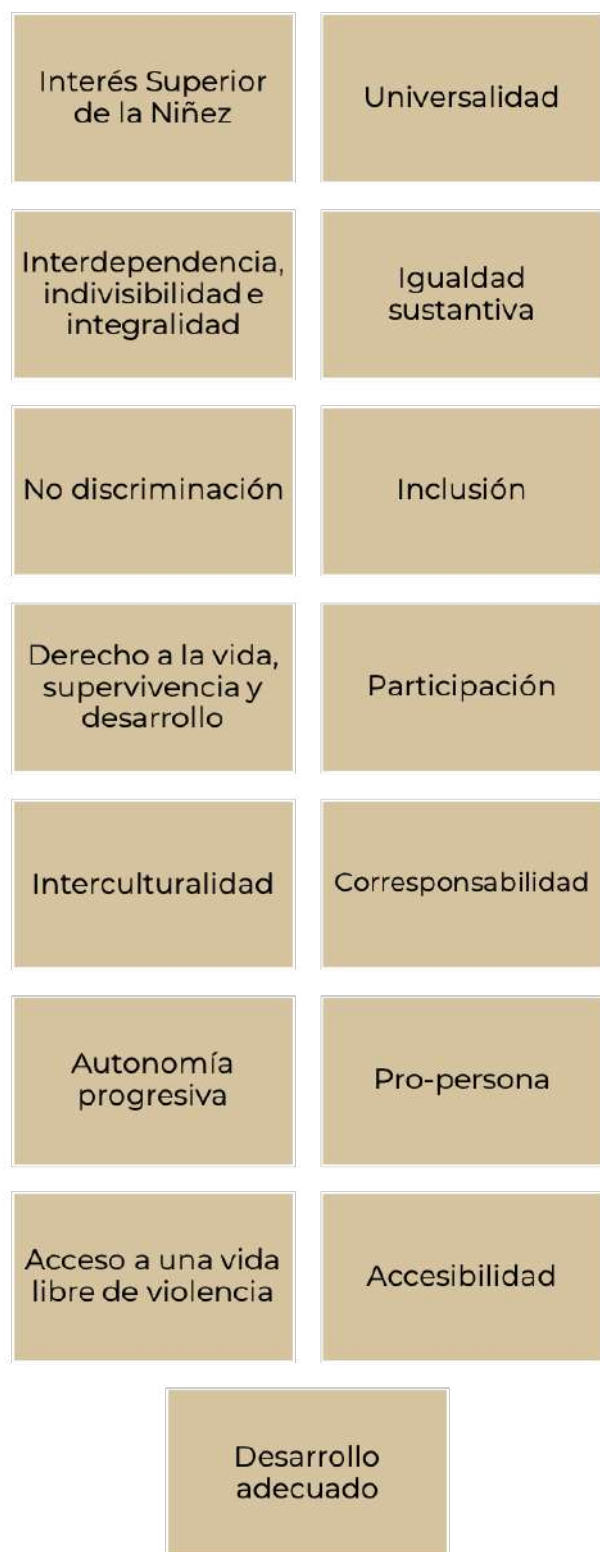 Interés Superior
de la Niñez
Universalidad
Interdependencia,
indivisibilidad e
integralidad
Igualdad
sustantiva
No discriminación
Inclusión
Derecho a la vida,
supervivencia y
desarrollo
Participación
Interculturalidad
Corresponsabilidad
Autonomía
progresiva
Pro-persona
Acceso a una vida
libre de violencia
Accesibilidad
Desarrollo
adecuado